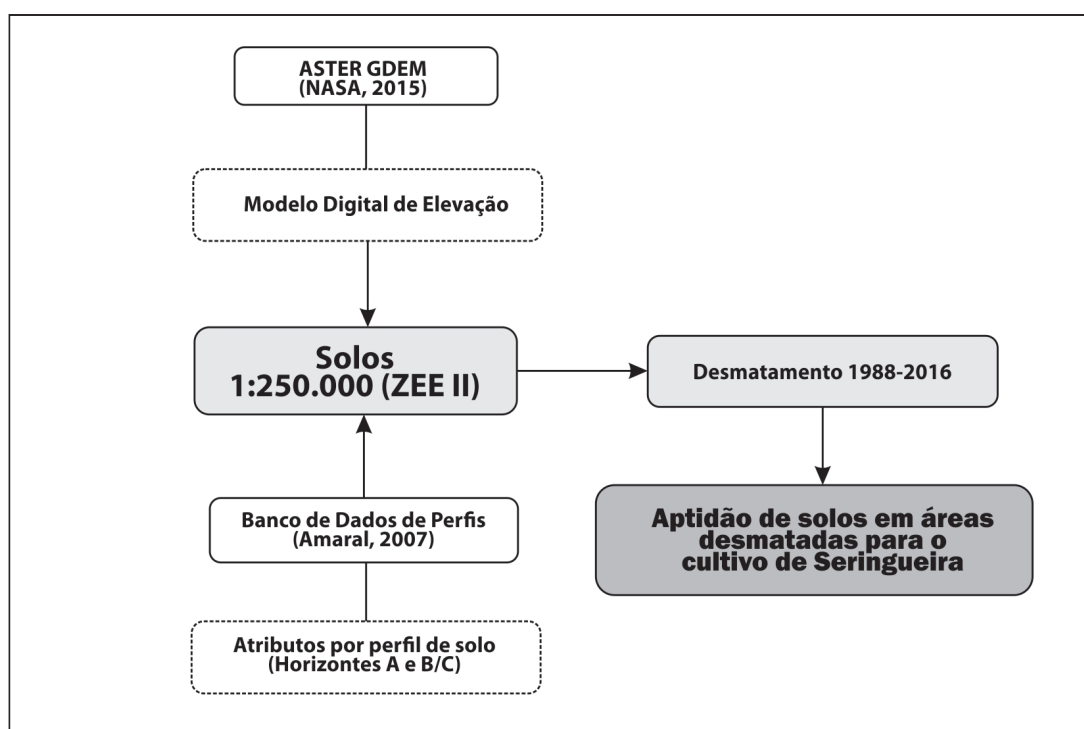 ASTER GDEM
(NASA, 2015)
Modelo Digital de Elevação
Solos
1:250.000 (ZEE II)
Desmatamento 1988-2016
Banco de Dados de Perfis
(Amaral, 2007)
Aptidão de solos em áreas
desmatadas para o
cultivo de Seringueira
Atributos por perfil de solo
(Horizontes A e B/C)